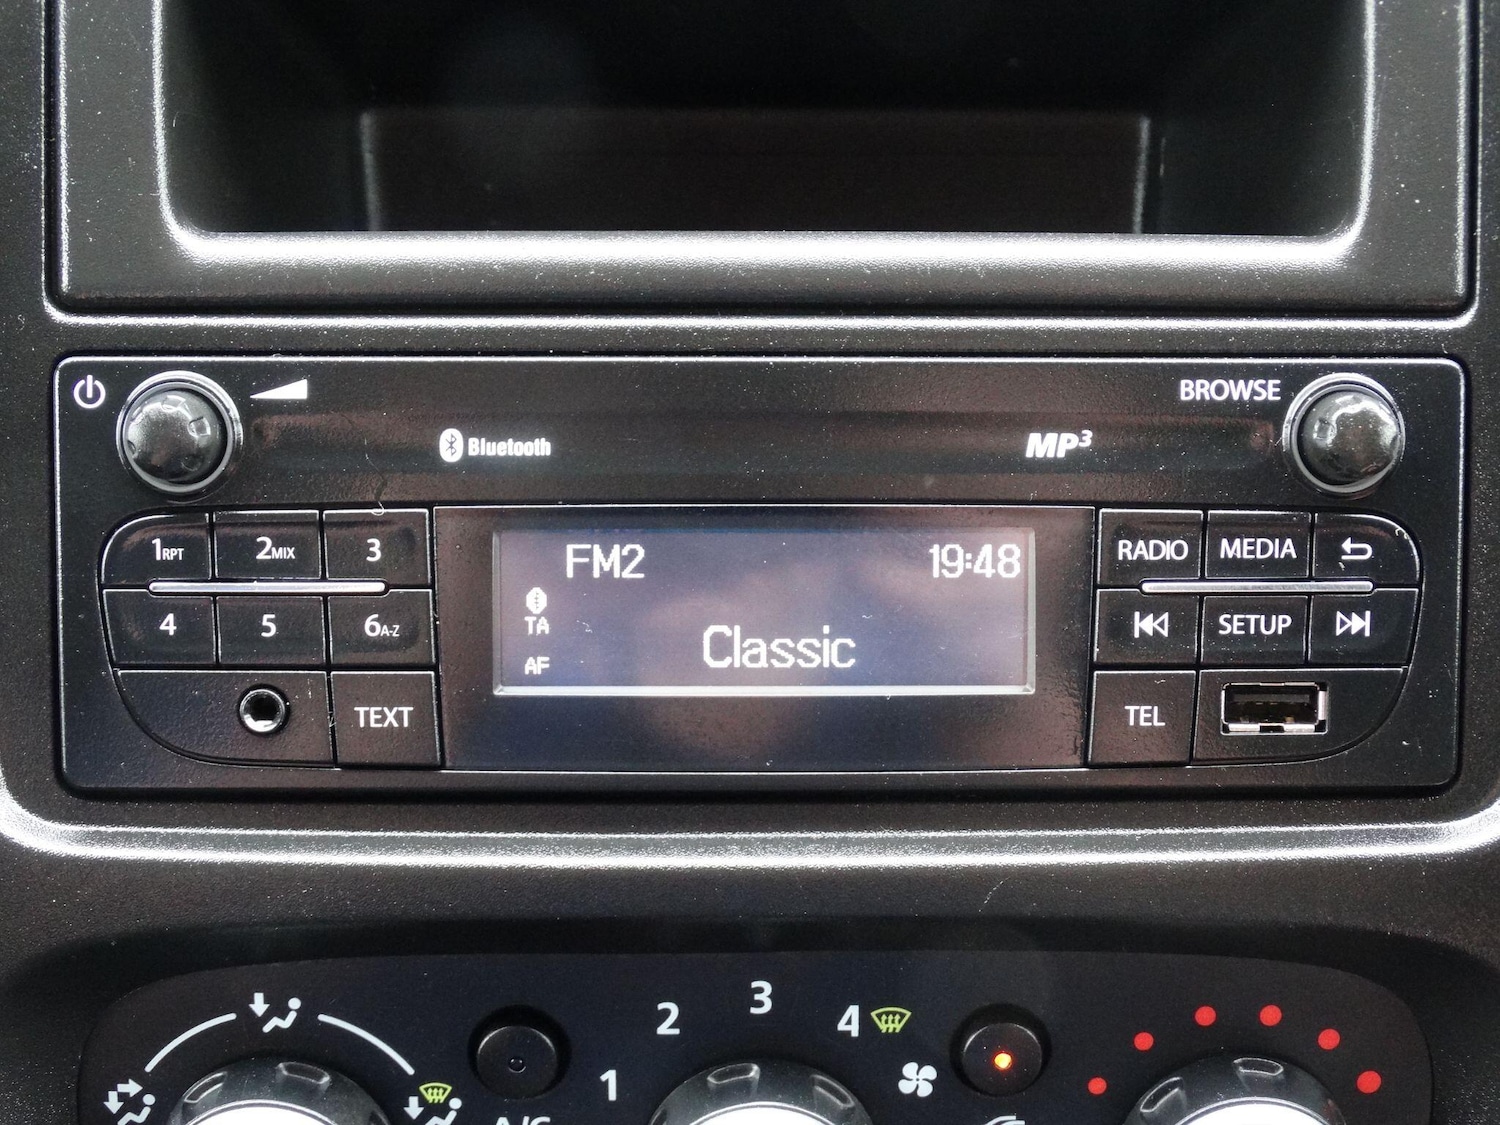 BROWSE
Bluetooth
MP3
1RPT 2MIX 3
FM2 19:48
RADIO MEDIA
4 5 6A-Z
TA
AF
Classic
SETUP
TEXT
TEL
1 2 3 4
A/C